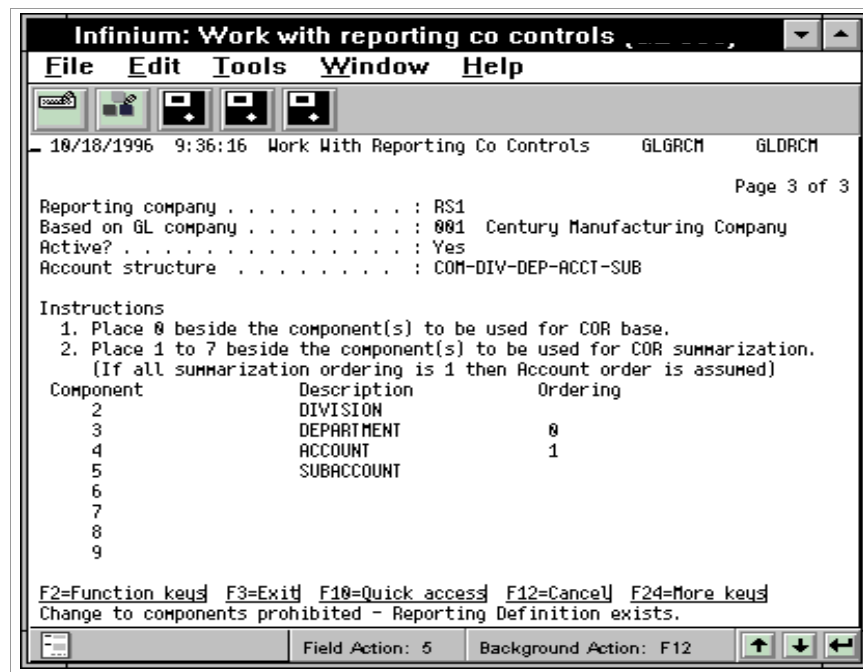 Infinium: Work with reporting co controls
File Edit Tools Window Help
10/18/1996 9:36:16 Work With Reporting Co Controls GLGRCM GLDRCM
Page 3 of 3
Reporting company . . . . . . . . . . : RS1
Based on GL company . . . . . . . . . : 001 Century Manufacturing Company
Active? . . . . . . . . . . . . . . . : Yes
Account structure . . . . . . . . : COM-DIV-DEP-ACCT-SUB
Instructions
1. Place 0 beside the component(s) to be used for COR base.
2. Place 1 to 7 beside the component(s) to be used for COR summarization.
(If all summarization ordering is 1 then Account order is assumed)
Component Description Ordering
2 DIVISION
3 DEPARTMENT 0
4 ACCOUNT 1
5 SUBACCOUNT
6
7
8
9
F2=Function keys F3=Exit F10=Quick access F12=Cancel F24=More keys
Change to components prohibited - Reporting Definition exists.
Field Action: 5 Background Action: F12